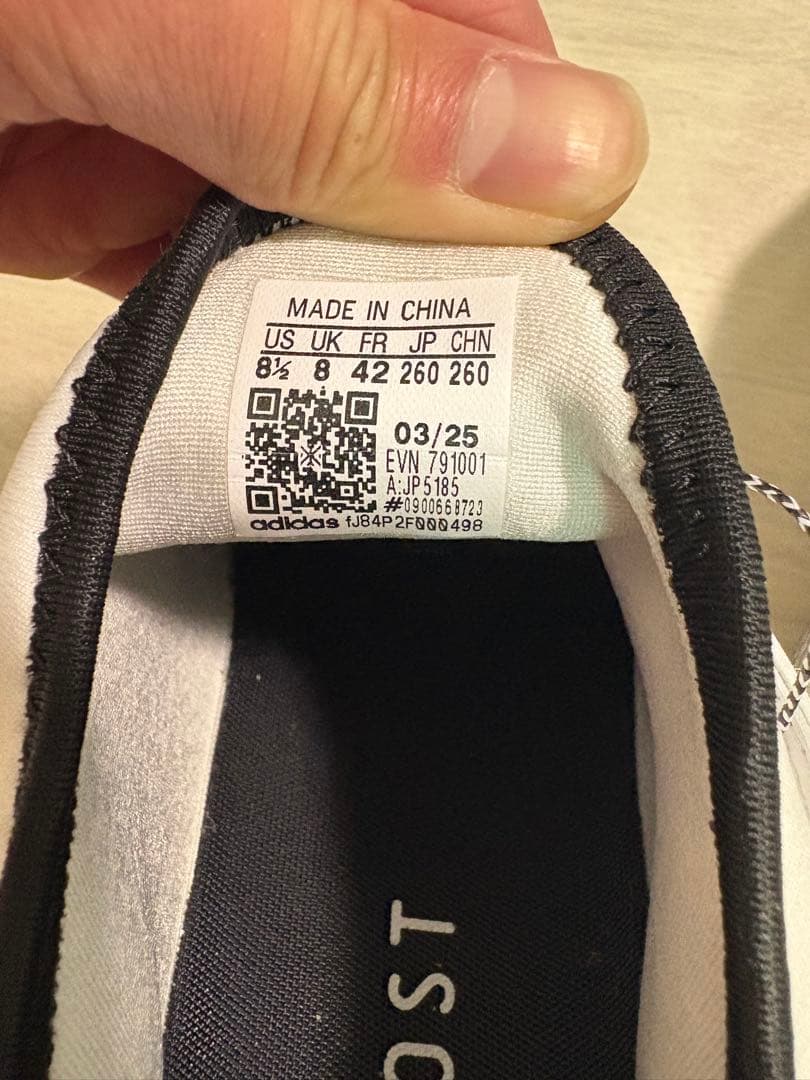 MADE IN CHINA
US UK FR JP CHN
8½ 8 42 260 260
03/25
EVN 791001
A:JP5185
#0900668723
adidas fJ84P2F000498
OST